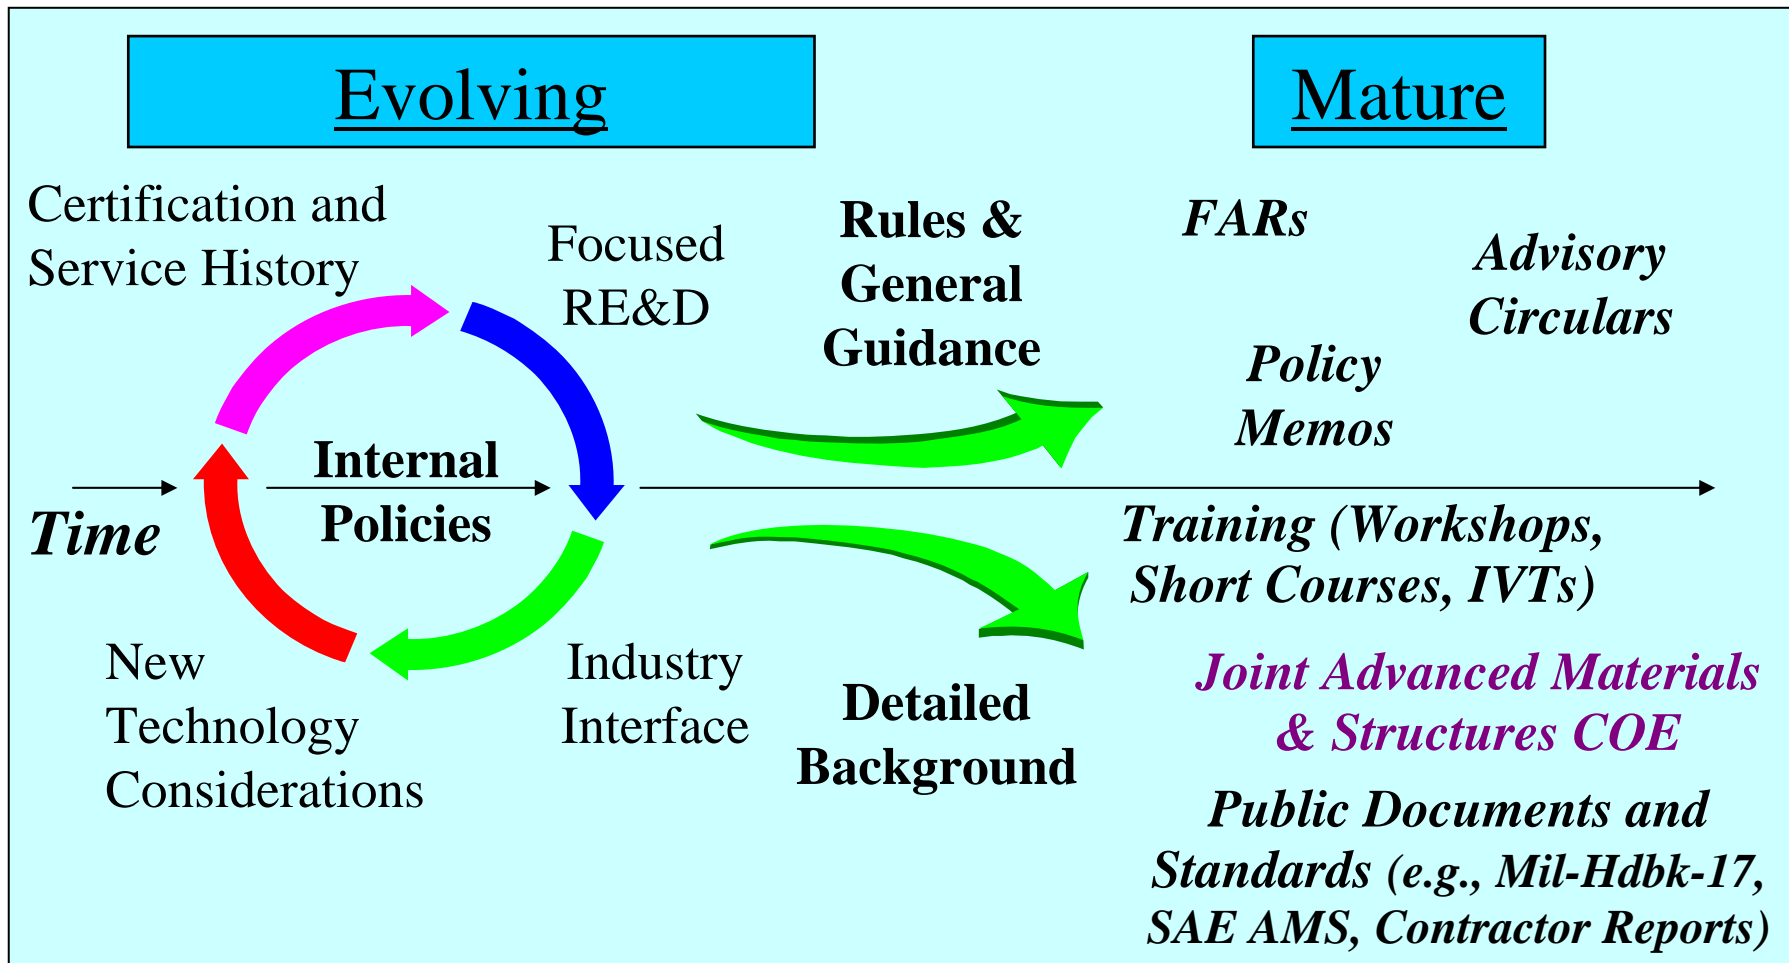 Evolving
Mature
Certification and
Service History
Focused
RE&D
Rules &
General
Guidance
FARs
Advisory
Circulars
Policy
Memos
Internal
Policies
Time
Training (Workshops,
Short Courses, IVTs)
New
Technology
Considerations
Industry
Interface
Detailed
Background
Joint Advanced Materials
& Structures COE
Public Documents and
Standards (e.g., Mil-Hdbk-17,
SAE AMS, Contractor Reports)